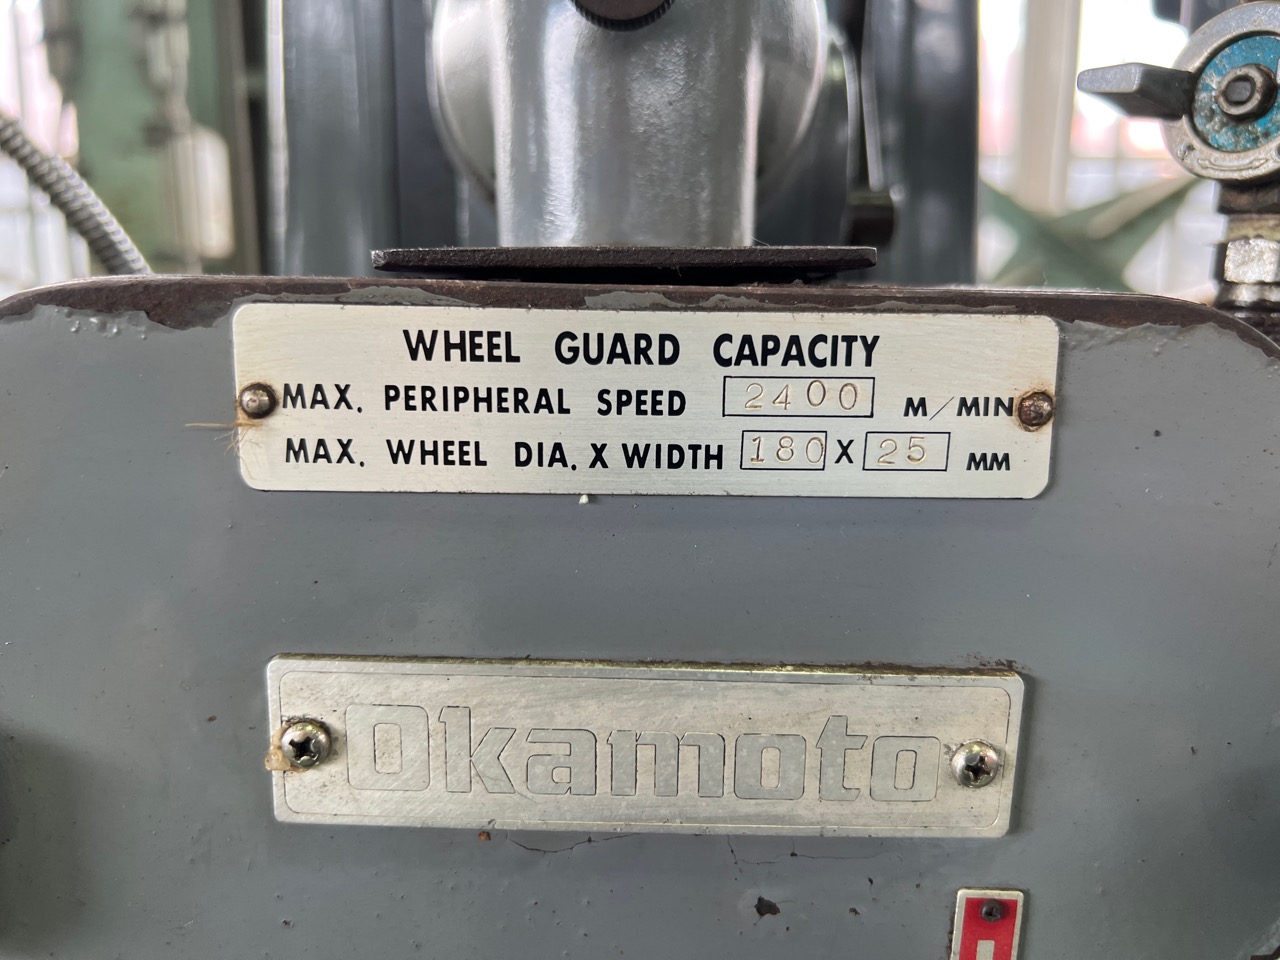 WHEEL GUARD CAPACITY
MAX. PERIPHERAL SPEED 2400 M/MIN
MAX. WHEEL DIA. X WIDTH 180 X 25 MM
Okamoto